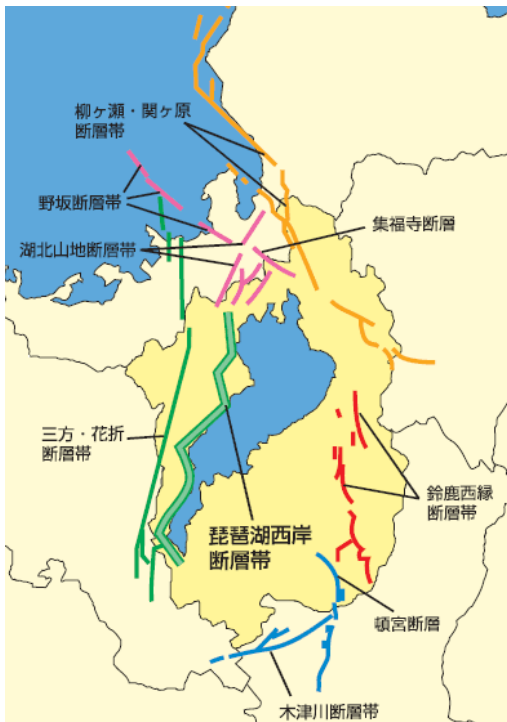 柳ヶ瀬・関ヶ原
断層帯
野坂断層帯
集福寺断層
湖北山地断層帯
三方・花折
断層帯
鈴鹿西縁
断層帯
琵琶湖西岸
断層帯
頓宮断層
木津川断層帯